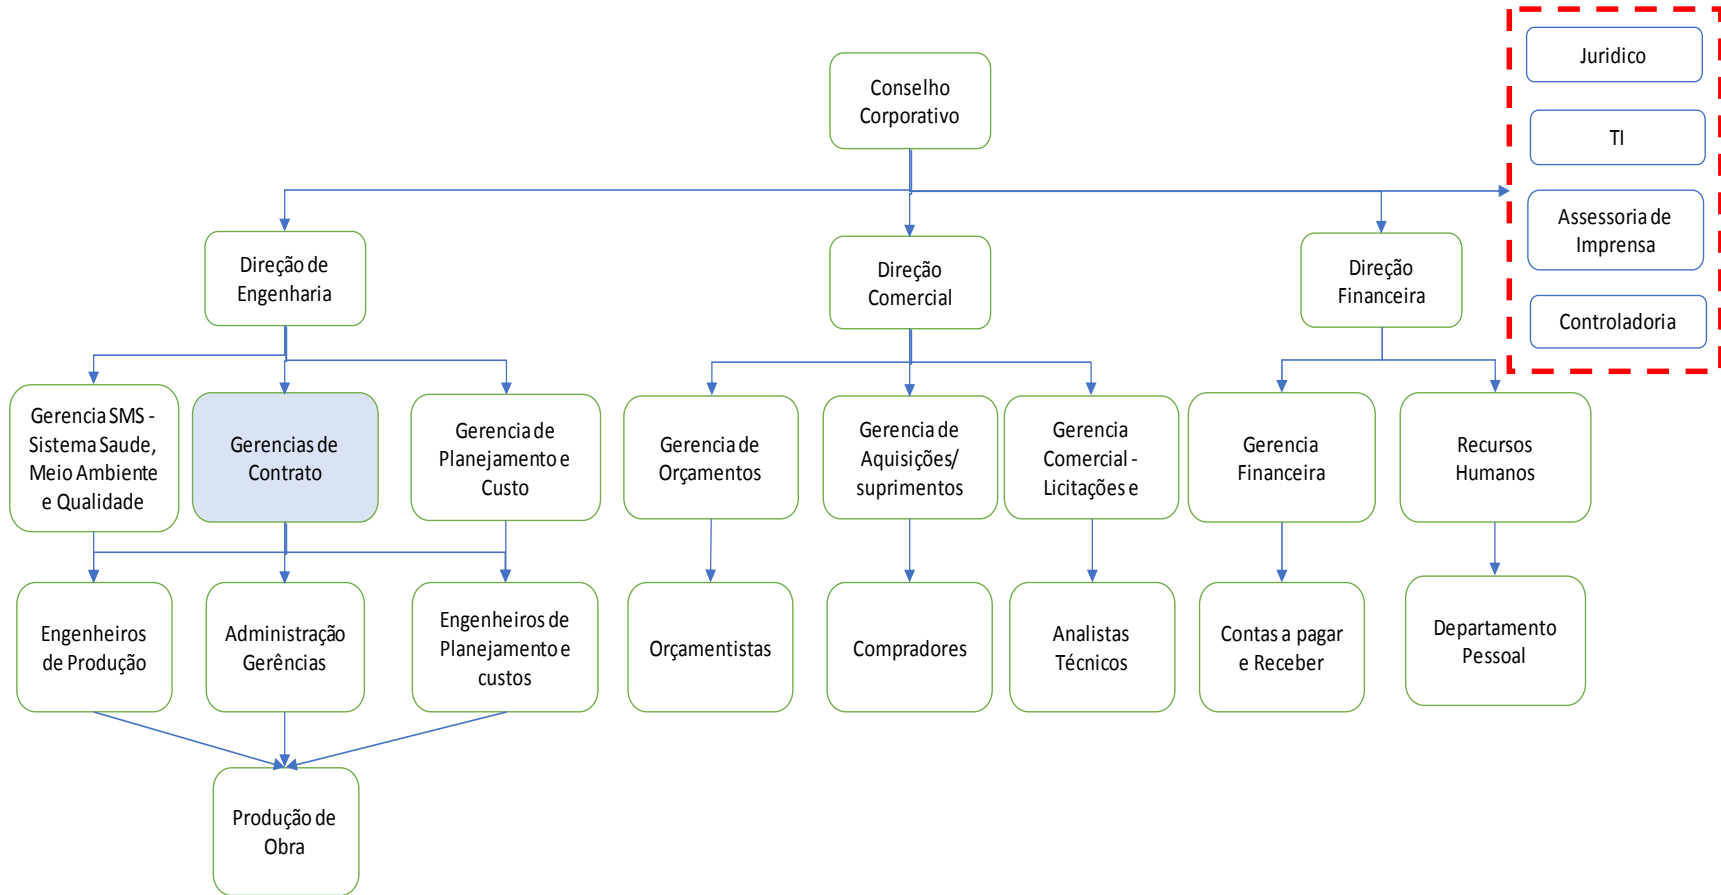 Juridico
Conselho
Corporativo
TI
Assessoria de
Imprensa
Direção de
Engenharia
Direção
Comercial
Direção
Financeira
Controladoria
Gerencia SMS -
Sistema Saude,
Meio Ambiente
e Qualidade
Gerencias de
Contrato
Gerencia de
Planejamento e
Custo
Gerencia de
Orçamentos
Gerencia de
Aquisições/
suprimentos
Gerencia
Comercial -
Licitações e
Gerencia
Financeira
Recursos
Humanos
Engenheiros
de Produção
Administração
Gerências
Engenheiros de
Planejamento e
custos
Orçamentistas
Compradores
Analistas
Técnicos
Contas a pagar
e Receber
Departamento
Pessoal
Produção de
Obra